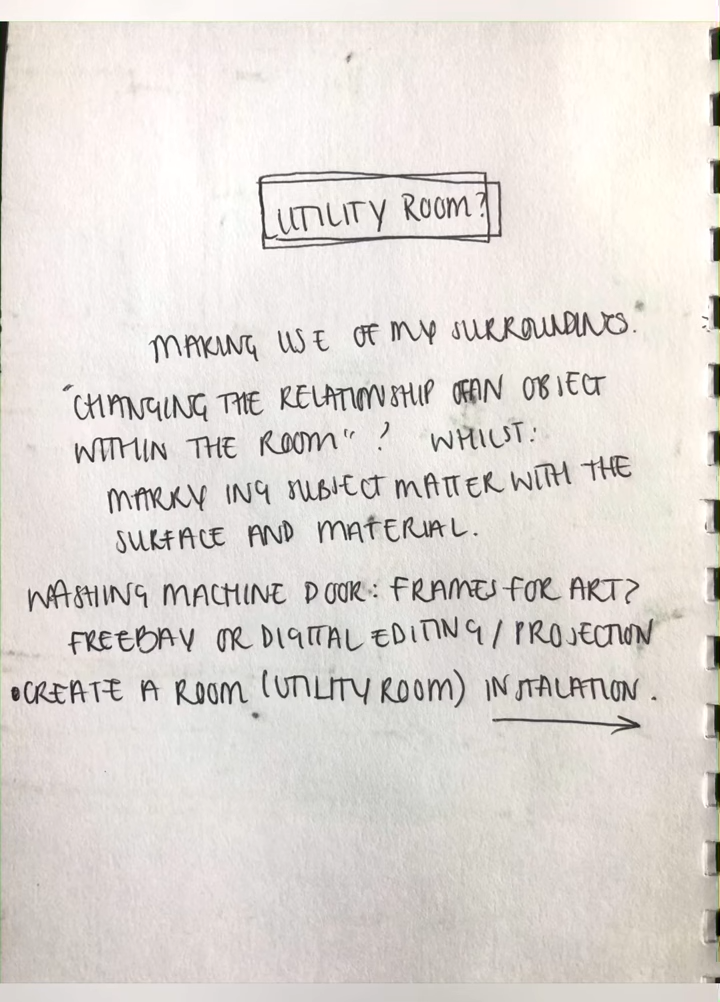 UTILITY ROOM?
MAKING USE OF MY SURROUNDINGS.
"CHANGING THE RELATIONSHIP OF AN OBJECT
WITHIN THE ROOM"? WHILST:
MARRYING SUBJECT MATTER WITH THE
SURFACE AND MATERIAL.
WASHING MACHINE DOOR: FRAMES FOR ART?
FREEBAY OR DIGITAL EDITING / PROJECTION
•CREATE A ROOM (UTILITY ROOM) INSTALATION.